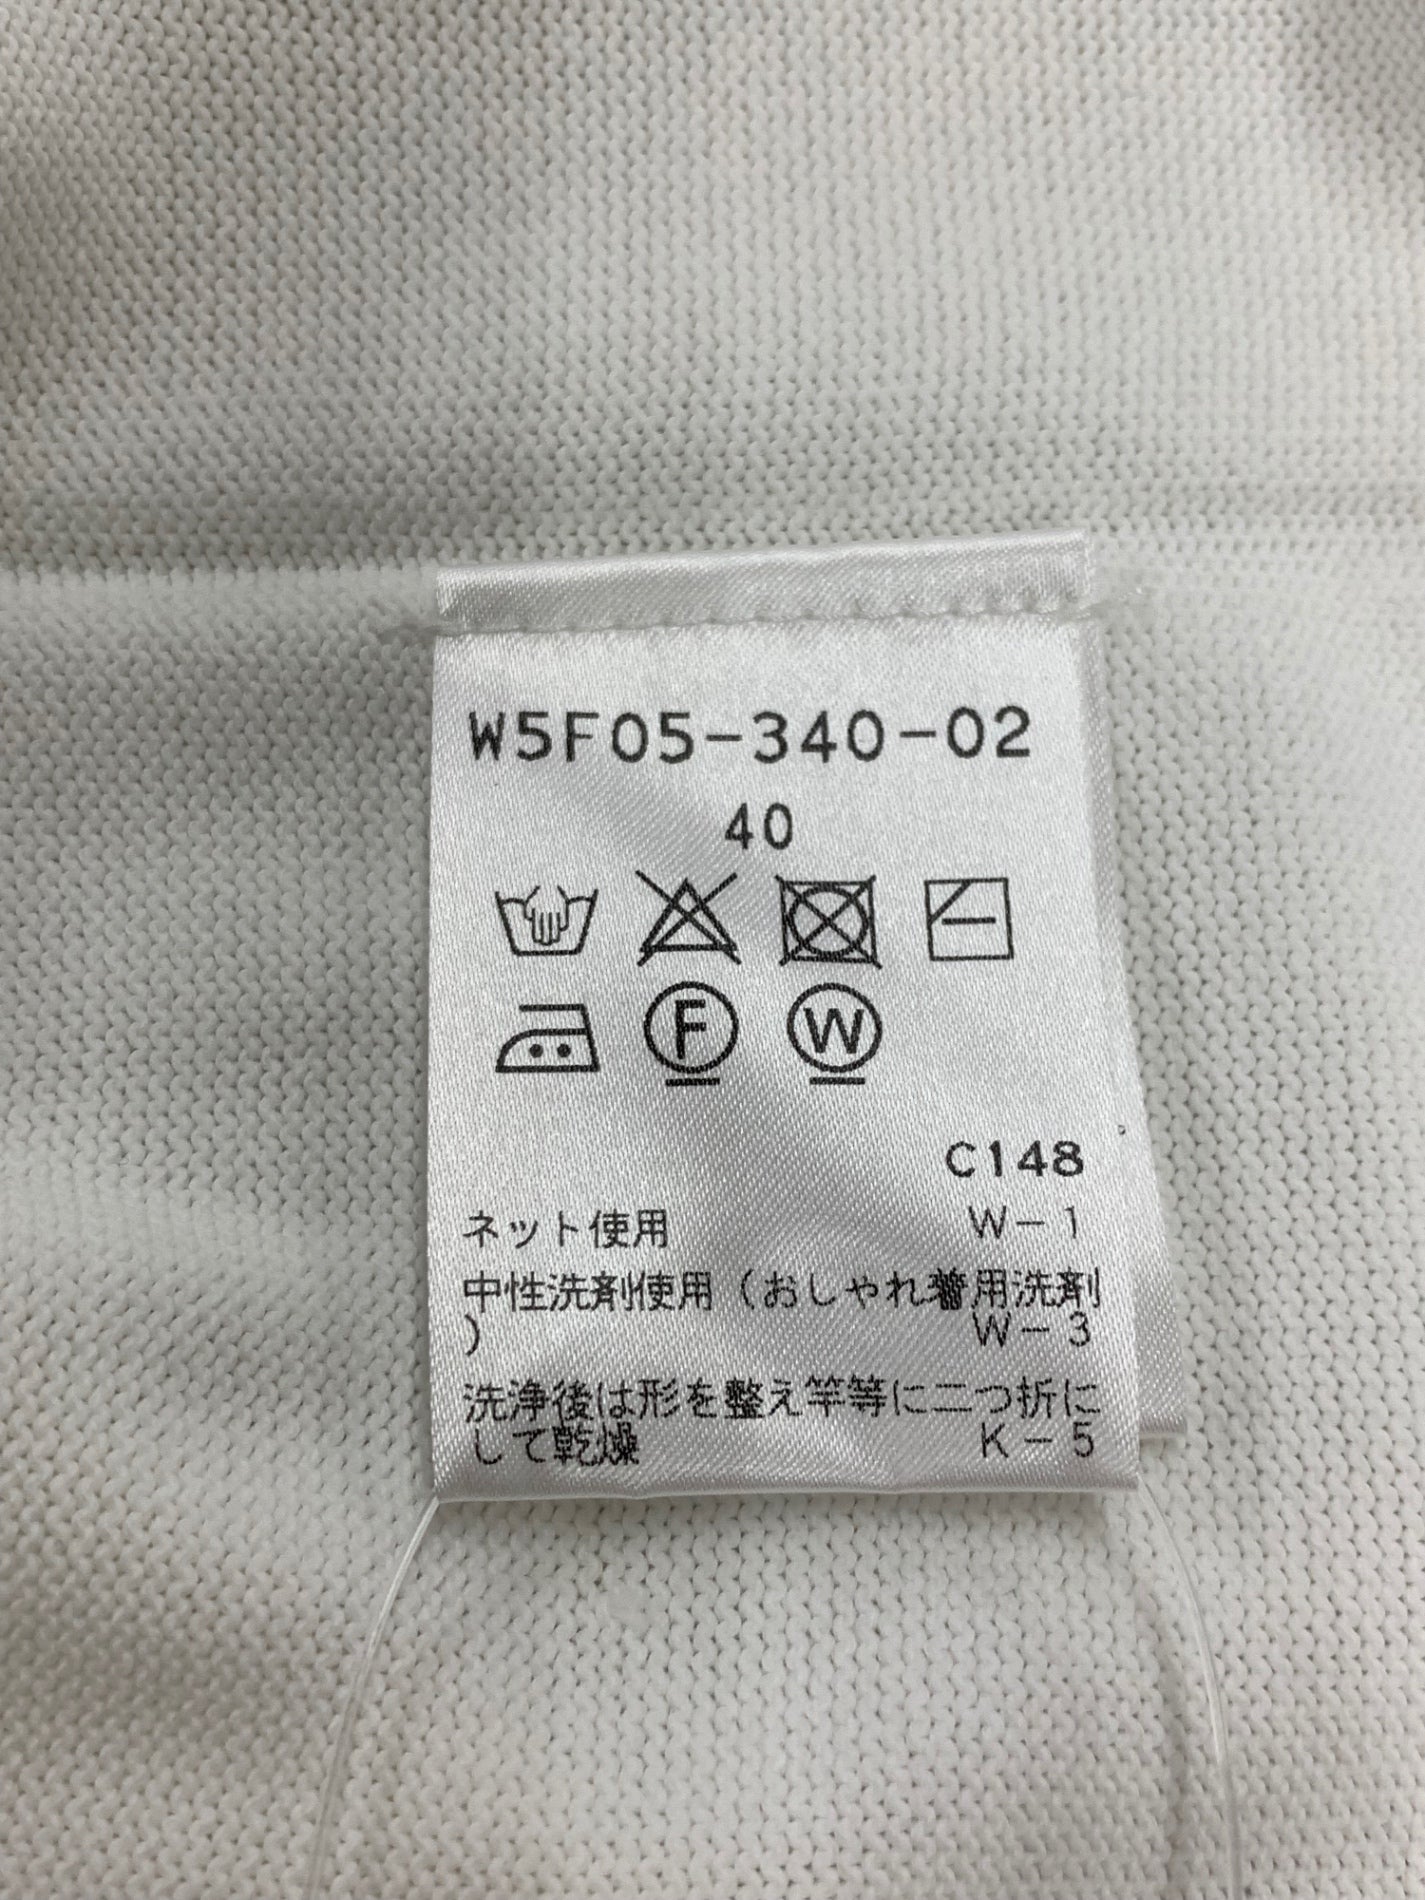 W5F05-340-02
40
F W
C148
ネット使用 W-1
中性洗剤使用(おしゃれ着用洗剤
) W-3
洗浄後は形を整え竿等に二つ折に
して乾燥 K-5